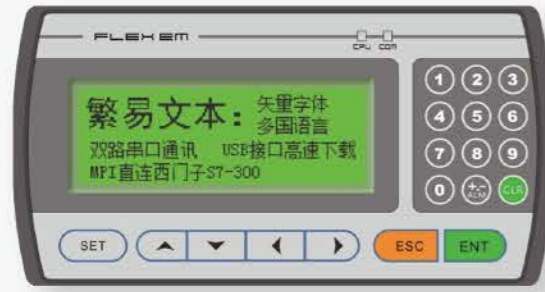 FLEXEM
CPU COM
繁易文本：
矢量字体
多国语言
双路串口通讯 USB接口高速下载
MPI直连西门子S7-300
1 2 3
4 5 6
7 8 9
0 +.- ALM CLR
SET ESC ENT